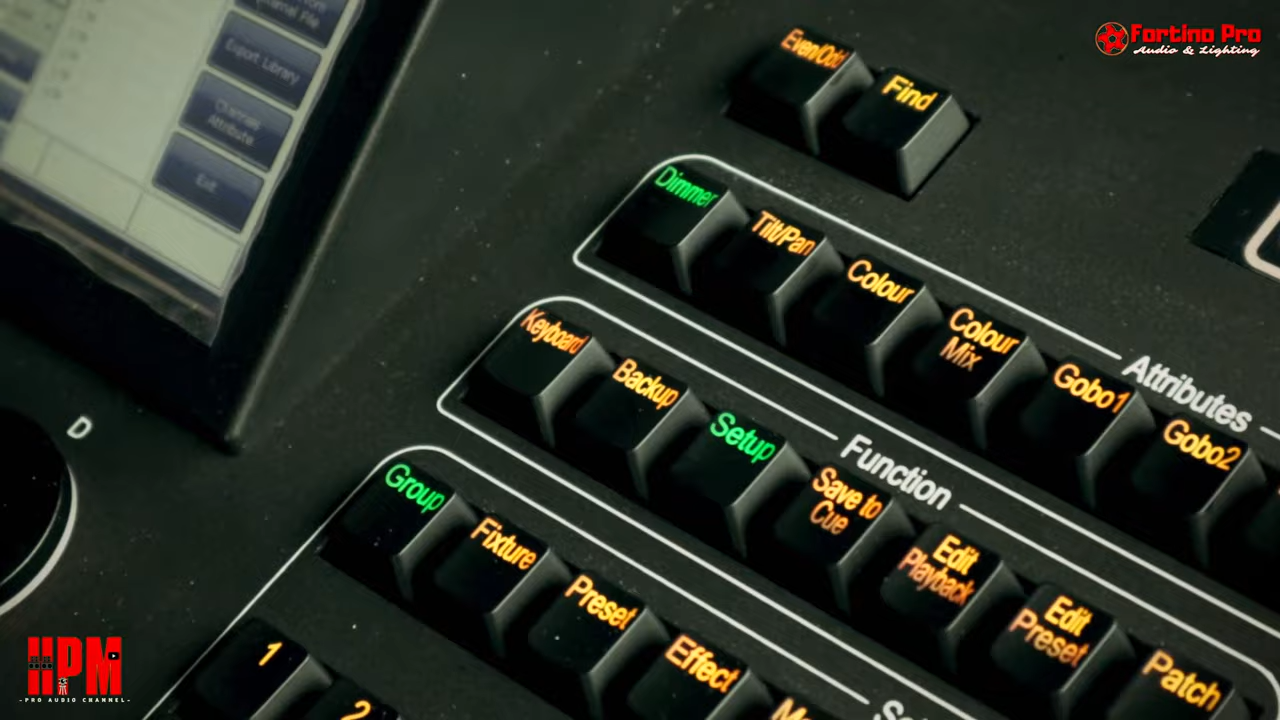 Export Library
Change
Attribute
Exit
Fortino Pro
Audio & Lighting
Even/Odd
Find
Dimmer
Tilt/Pan
Colour
Colour
Mix
Gobo1
Gobo2
Attributes
Keyboard
Backup
Setup
Save to
Cue
Edit
Playback
Edit
Preset
Patch
Function
D
Group
Fixture
Preset
Effect
1
2
HPM
-PRO AUDIO CHANNEL-